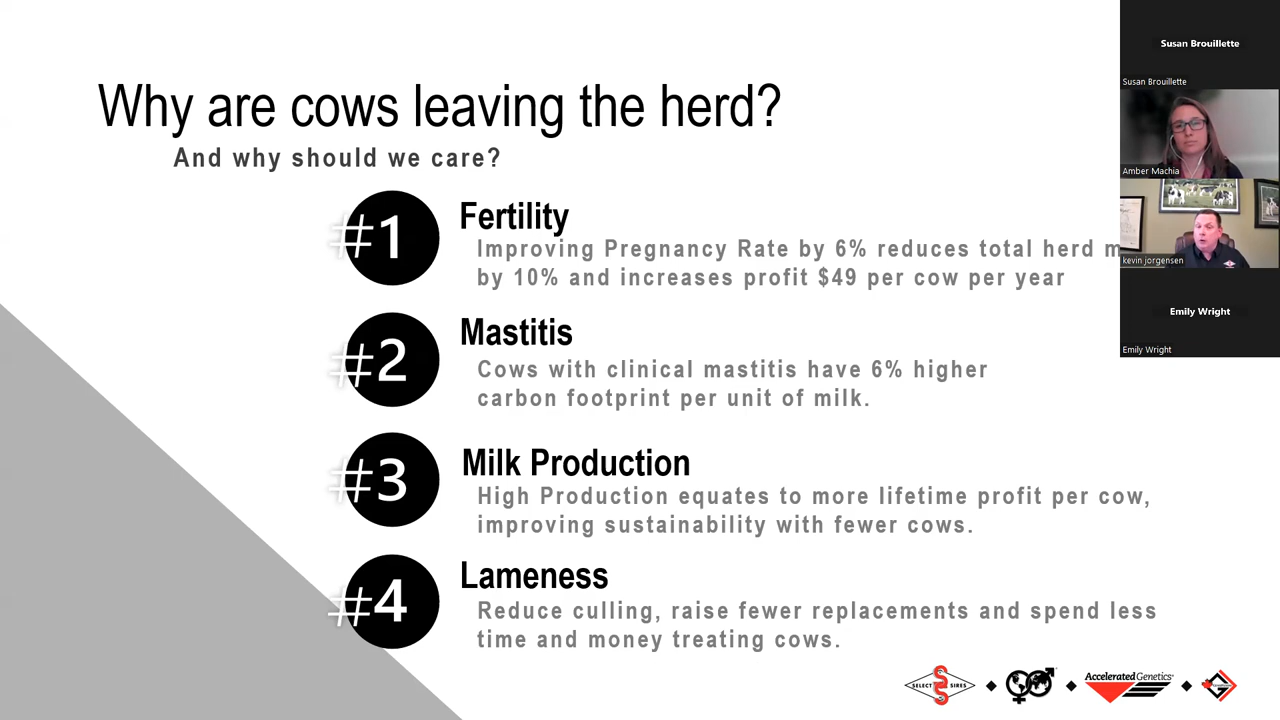 Why are cows leaving the herd?
And why should we care?
#1
Fertility
Improving Pregnancy Rate by 6% reduces total herd
by 10% and increases profit $49 per cow per year
#2
Mastitis
Cows with clinical mastitis have 6% higher
carbon footprint per unit of milk.
#3
Milk Production
High Production equates to more lifetime profit per cow,
improving sustainability with fewer cows.
#4
Lameness
Reduce culling, raise fewer replacements and spend less
time and money treating cows.
SELECT SIRES
Accelerated Genetics
Susan Brouillette
Susan Brouillette
Amber Machia
kevin jorgensen
Emily Wright
Emily Wright